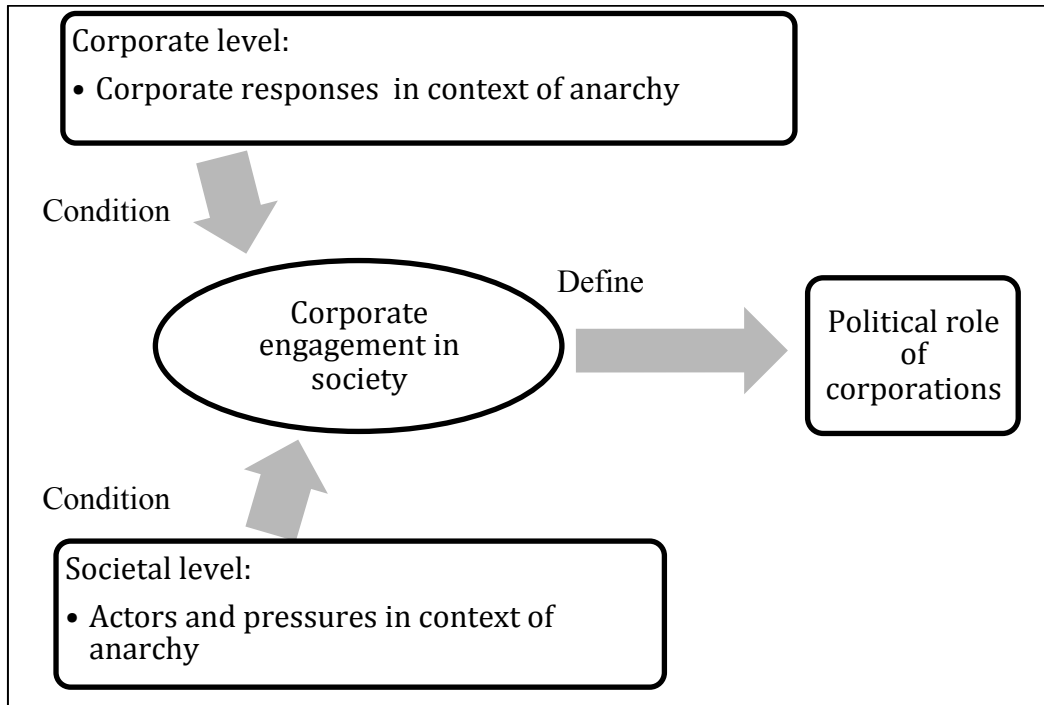 Corporate level:
• Corporate responses in context of anarchy
Condition
Define
Corporate
engagement in
society
Political role
of
corporations
Condition
Societal level:
• Actors and pressures in context of
anarchy